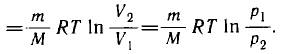 = m/M RT ln V₂/V₁ = m/M RT ln p₁/p₂.